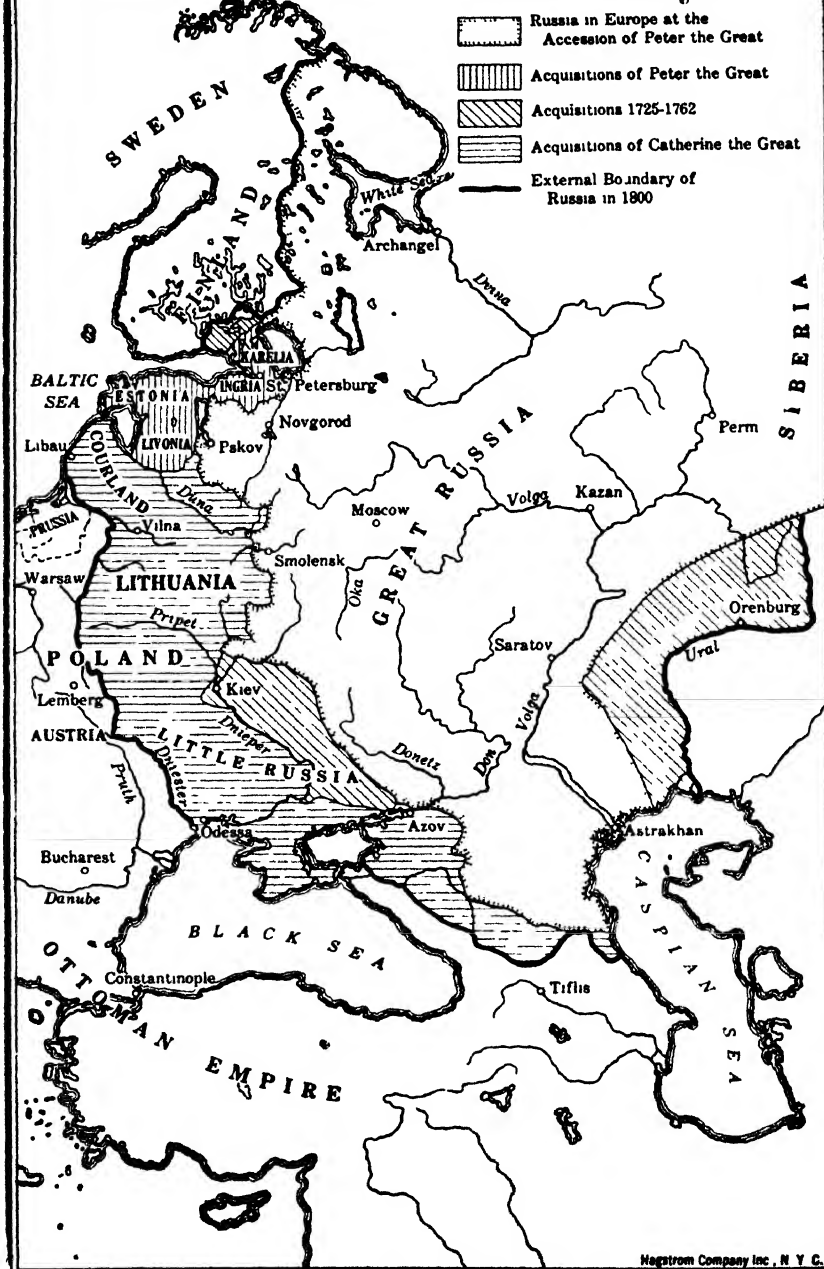 Russia in Europe at the
Accession of Peter the Great
Acquisitions of Peter the Great
Acquisitions 1725-1762
Acquisitions of Catherine the Great
External Boundary of
Russia in 1800
SWEDEN
White Sea
Archangel
FINLAND
Dwina
SIBERIA
KARELIA
BALTIC
SEA
ESTONIA
INGRIA
St. Petersburg
Novgorod
LIVONIA
Pskov
Perm
Libau
COURLAND
Duna
GREAT RUSSIA
Volga
Kazan
Moscow
PRUSSIA
Vilna
Smolensk
Warsaw
LITHUANIA
Oka
Orenburg
Pripet
Saratov
Ural
POLAND
Kiev
Lemberg
Volga
Dnieper
AUSTRIA
LITTLE RUSSIA
Donetz
Don
Dniester
Pruth
Odessa
Azov
Astrakhan
Bucharest
Danube
CASPIAN SEA
BLACK SEA
OTTOMAN EMPIRE
Constantinople
Tiflis
Hagstrom Company Inc, N Y C.